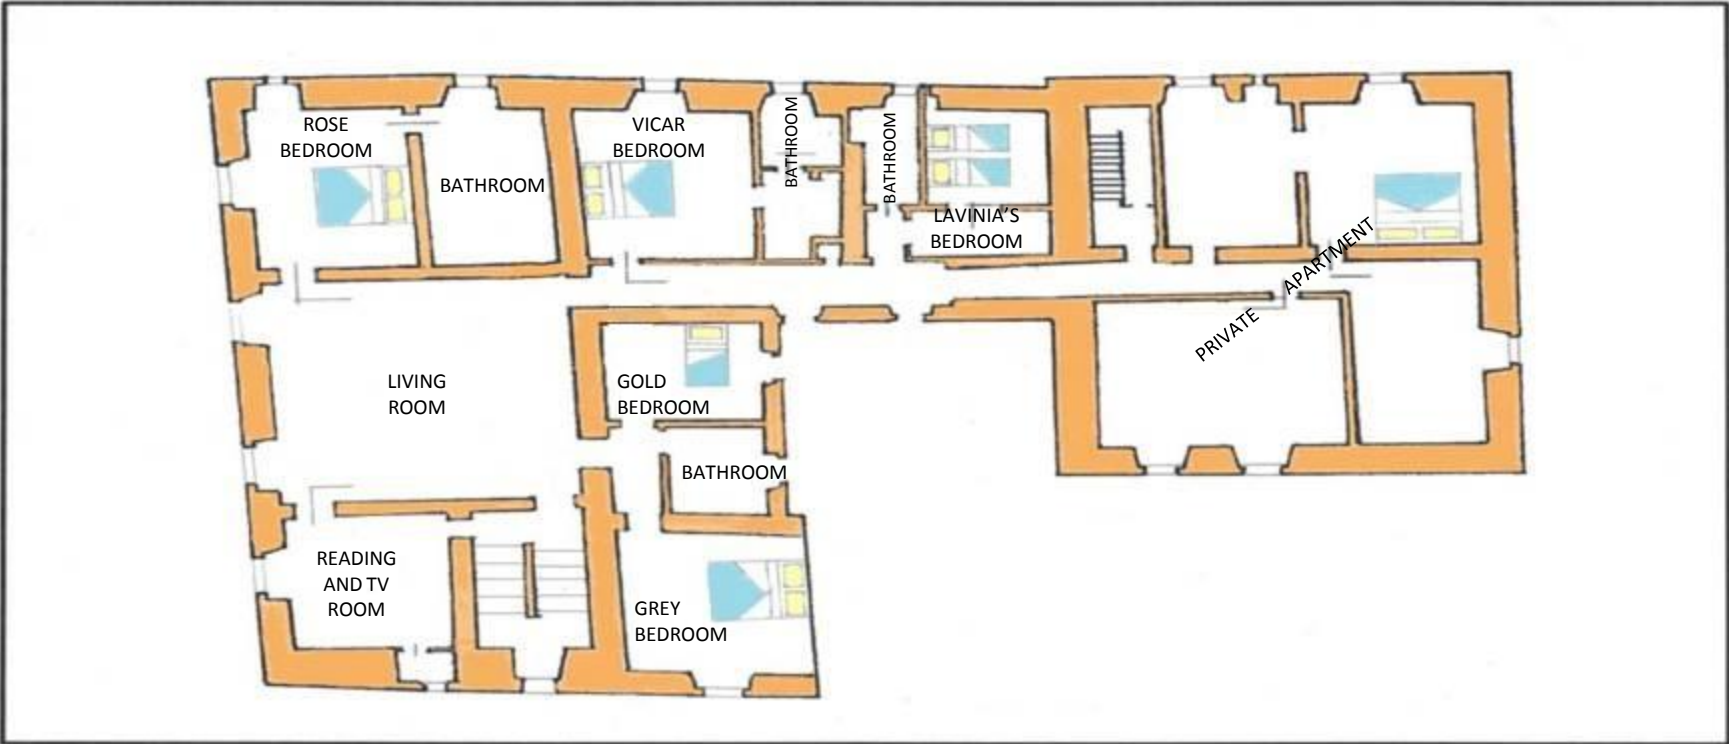 ROSE
BEDROOM
BATHROOM
VICAR
BEDROOM
BATHROOM
BATHROOM
LAVINIA'S
BEDROOM
PRIVATE APARTMENT
LIVING
ROOM
GOLD
BEDROOM
BATHROOM
READING
AND TV
ROOM
GREY
BEDROOM